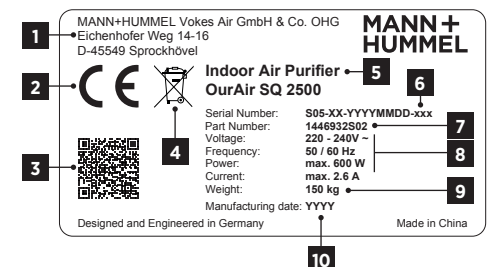 MANN+HUMMEL Vokes Air GmbH & Co. OHG
Eichenhofer Weg 14-16
D-45549 Sprockhövel
MANN+
HUMMEL
1
2
3
4
Indoor Air Purifier
OurAir SQ 2500
5
6
Serial Number: S05-XX-YYYYMMDD-xxx
Part Number: 1446932S02
7
Voltage: 220 - 240V ~
Frequency: 50 / 60 Hz
8
Power: max. 600 W
Current: max. 2.6 A
Weight: 150 kg
9
Manufacturing date: YYYY
Designed and Engineered in Germany
Made in China
10